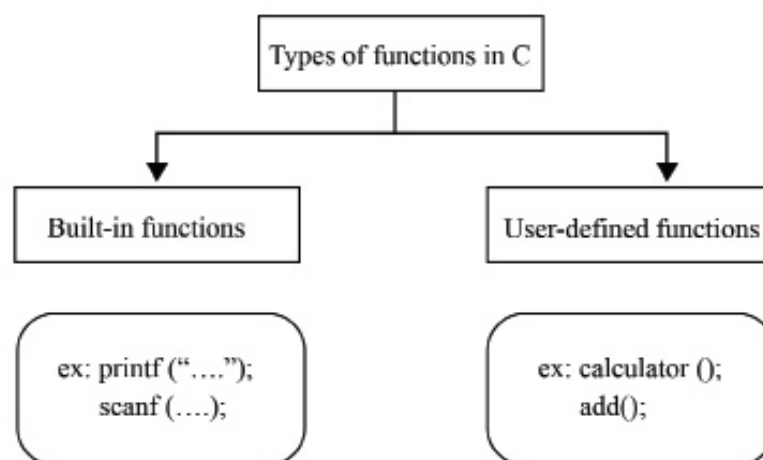 Types of functions in C
Built-in functions
User-defined functions
ex: printf (“....”);
scanf (....);
ex: calculator ();
add();